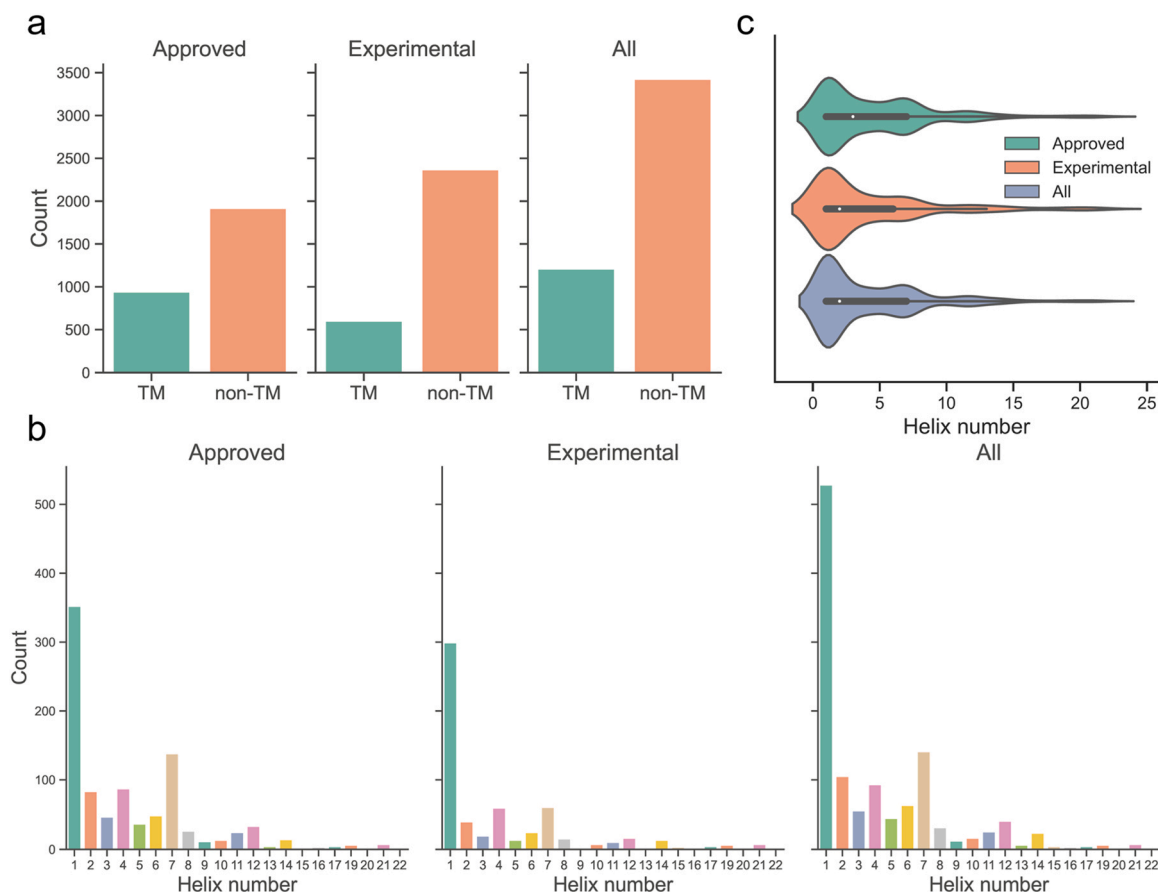 a
Approved
Experimental
All
Count
3500
3000
2500
2000
1500
1000
500
0
TM non-TM
TM non-TM
TM non-TM
c
Approved
Experimental
All
0 5 10 15 20 25
Helix number
b
Approved
Experimental
All
Count
500
400
300
200
100
0
1 2 3 4 5 6 7 8 9 10 11 12 13 14 15 16 17 19 20 21 22
1 2 3 4 5 6 7 8 9 10 11 12 13 14 15 16 17 19 20 21 22
1 2 3 4 5 6 7 8 9 10 11 12 13 14 15 16 17 19 20 21 22
Helix number
Helix number
Helix number